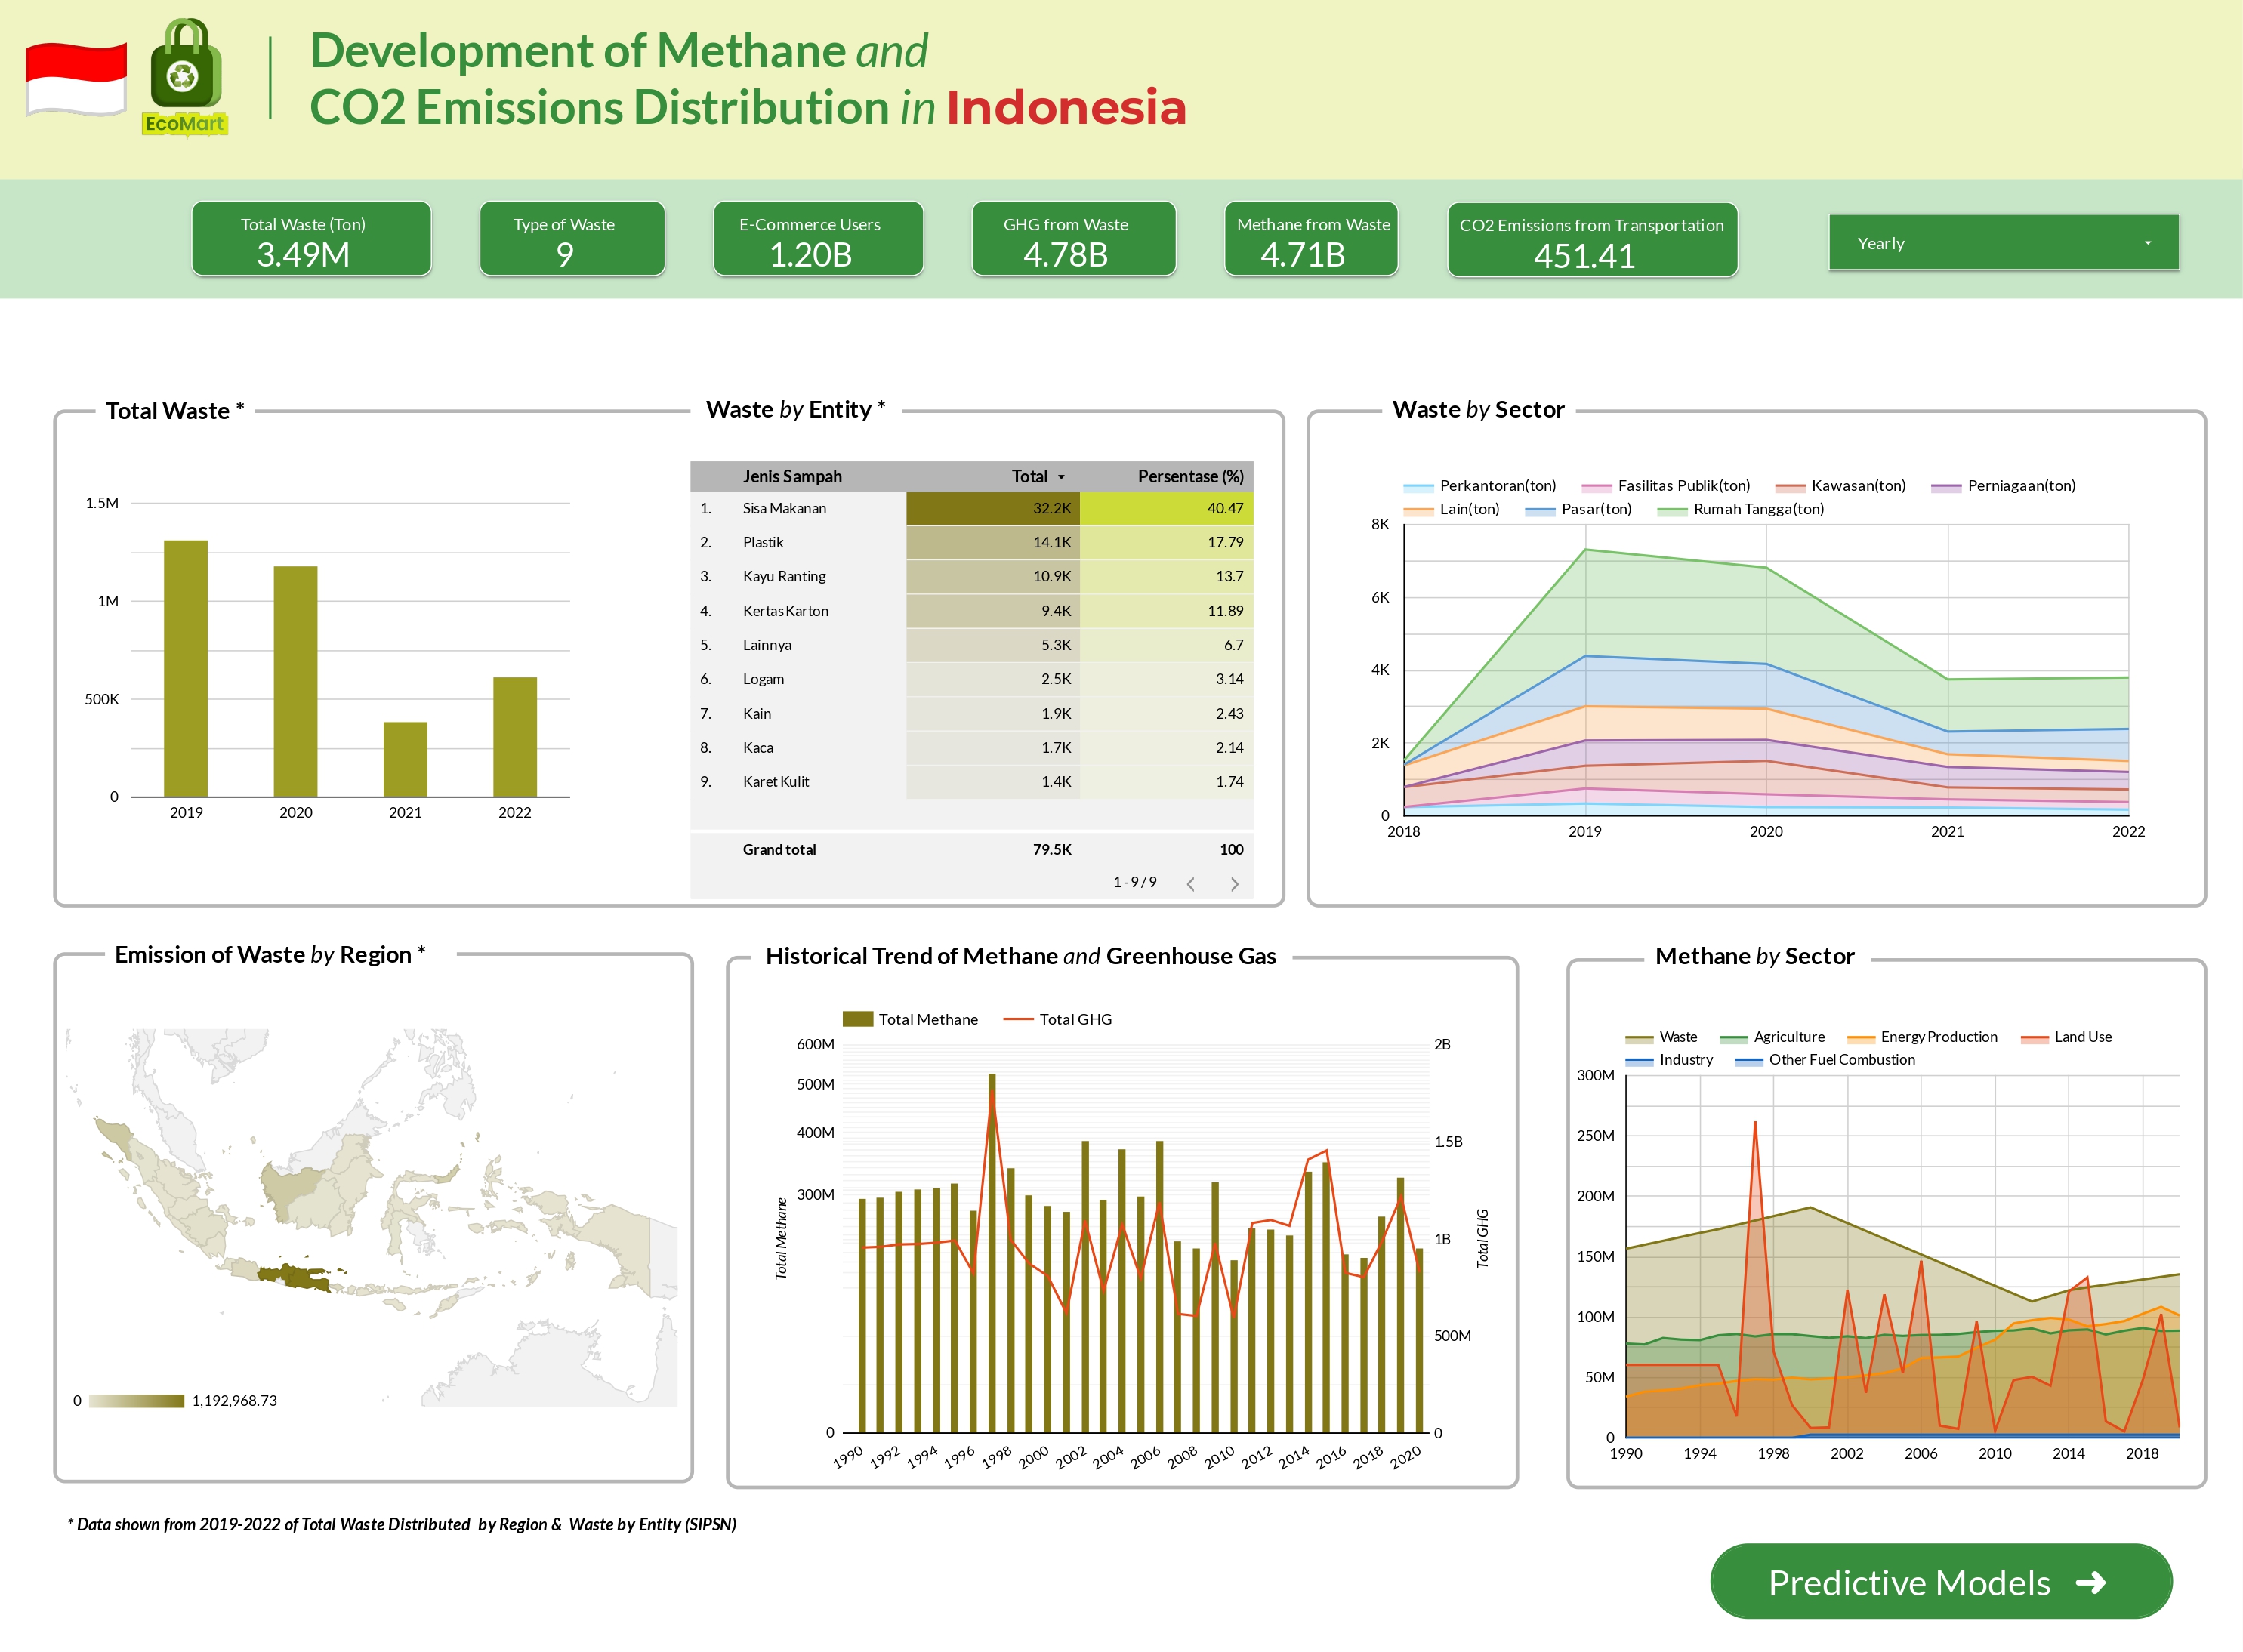 Development of Methane and
CO2 Emissions Distribution in Indonesia
EcoMart
Total Waste (Ton)
3.49M
Type of Waste
9
E-Commerce Users
1.20B
GHG from Waste
4.78B
Methane from Waste
4.71B
CO2 Emissions from Transportation
451.41
Yearly
Total Waste *
1.5M
1M
500K
0
2019 2020 2021 2022
Waste by Entity *
Jenis Sampah Total Persentase (%)
1. Sisa Makanan 32.2K 40.47
2. Plastik 14.1K 17.79
3. Kayu Ranting 10.9K 13.7
4. Kertas Karton 9.4K 11.89
5. Lainnya 5.3K 6.7
6. Logam 2.5K 3.14
7. Kain 1.9K 2.43
8. Kaca 1.7K 2.14
9. Karet Kulit 1.4K 1.74
Grand total 79.5K 100
1 - 9 / 9
Waste by Sector
Perkantoran(ton) Fasilitas Publik(ton) Kawasan(ton) Perniagaan(ton)
Lain(ton) Pasar(ton) Rumah Tangga(ton)
8K
6K
4K
2K
0
2018 2019 2020 2021 2022
Emission of Waste by Region *
0 1,192,968.73
Historical Trend of Methane and Greenhouse Gas
Total Methane Total GHG
600M 2B
500M
400M
1.5B
300M
1B
500M
0 0
Total Methane
Total GHG
1990 1992 1994 1996 1998 2000 2002 2004 2006 2008 2010 2012 2014 2016 2018 2020
Methane by Sector
Waste Agriculture Energy Production Land Use
Industry Other Fuel Combustion
300M
250M
200M
150M
100M
50M
0
1990 1994 1998 2002 2006 2010 2014 2018
* Data shown from 2019-2022 of Total Waste Distributed by Region & Waste by Entity (SIPSN)
Predictive Models